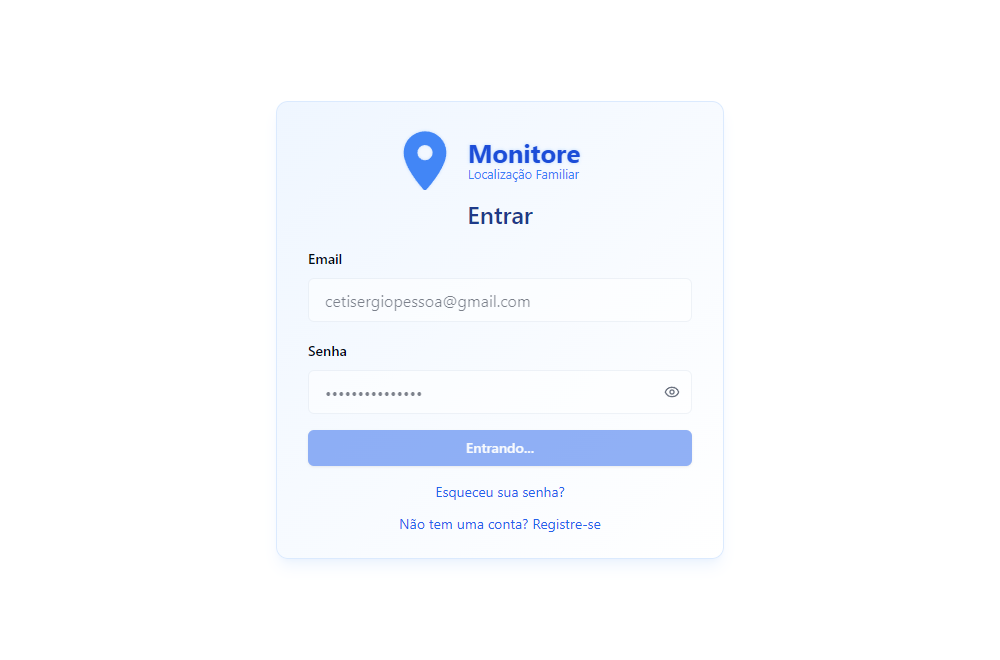 Monitore
Localização Familiar
Entrar
Email
cetisergiopessoa@gmail.com
Senha
•••••••••••••••
Entrando...
Esqueceu sua senha?
Não tem uma conta? Registre-se